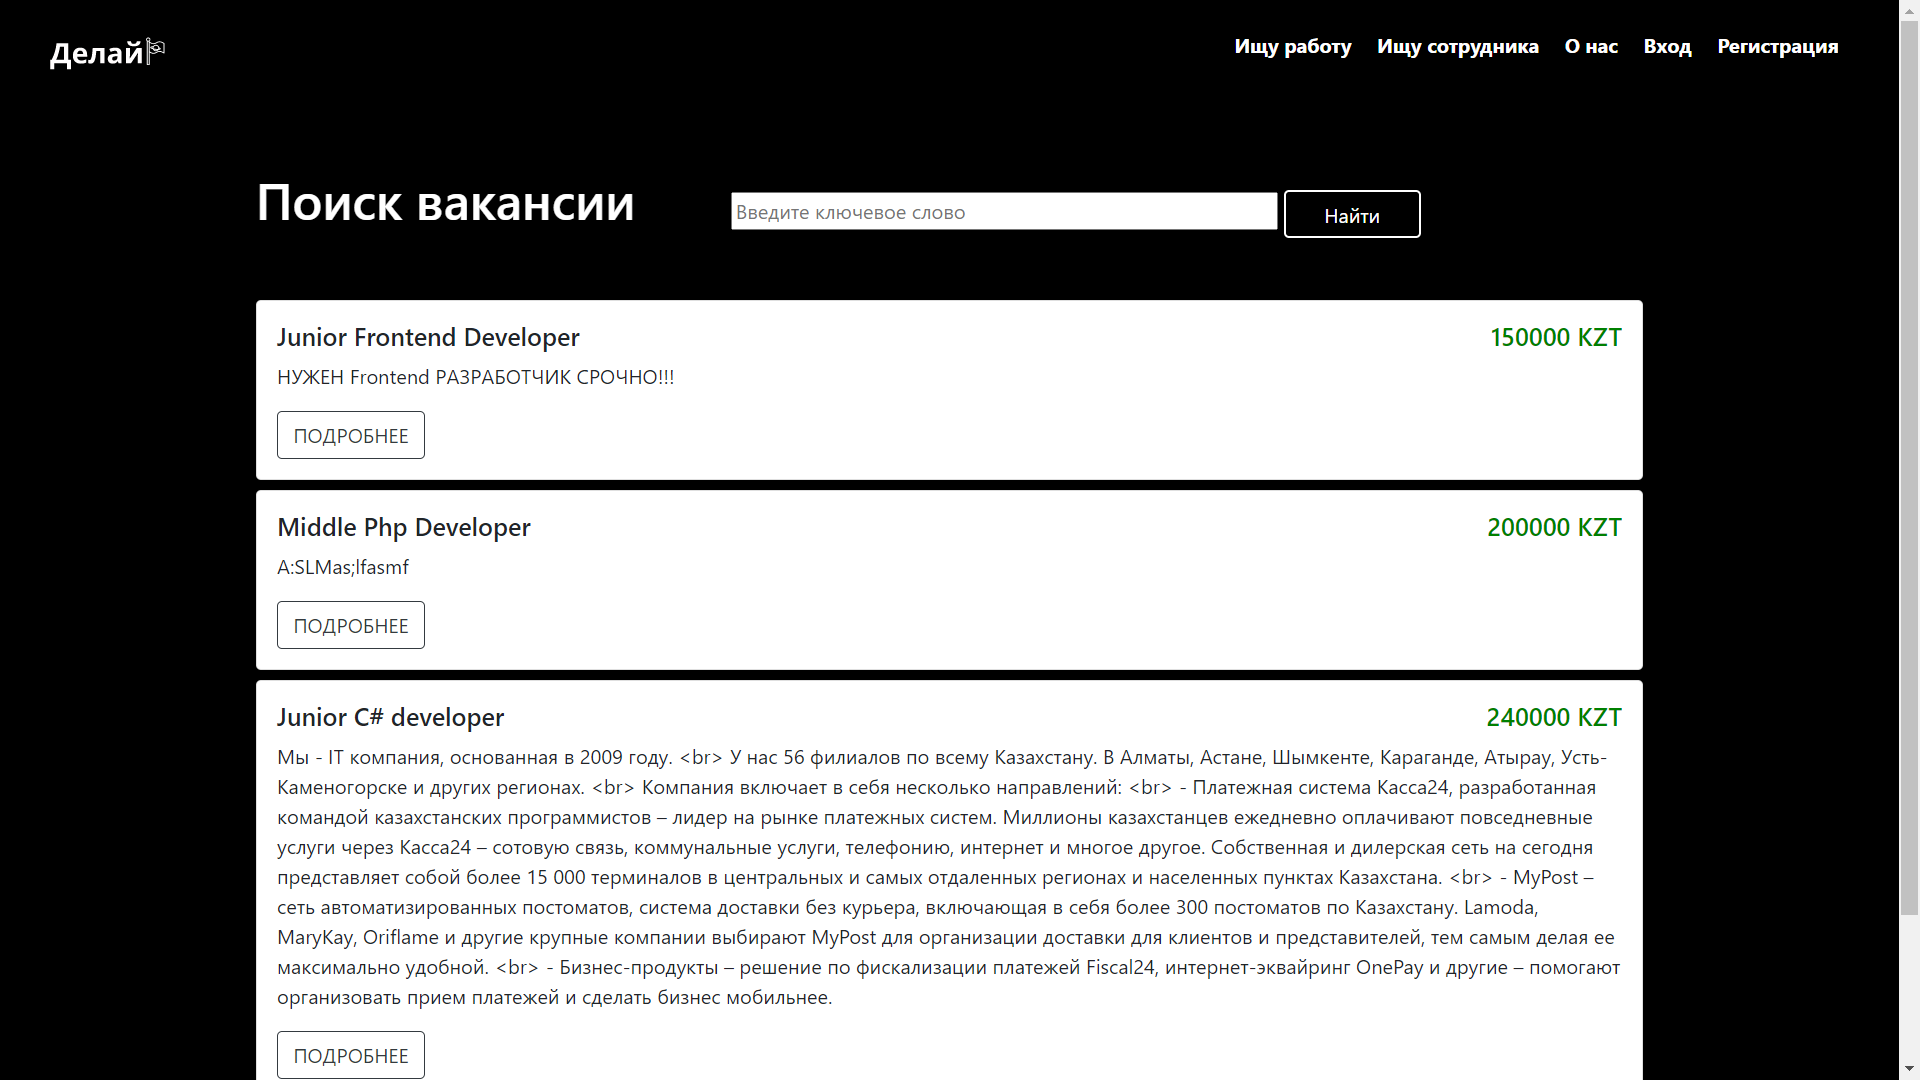 Делай
Ищу работу Ищу сотрудника О нас Вход Регистрация
Поиск вакансии
Введите ключевое слово
Найти
Junior Frontend Developer
150000 KZT
НУЖЕН Frontend РАЗРАБОТЧИК СРОЧНО!!!
ПОДРОБНЕЕ
Middle Php Developer
200000 KZT
A:SLMas;lfasmf
ПОДРОБНЕЕ
Junior C# developer
240000 KZT
Мы - IT компания, основанная в 2009 году. <br> У нас 56 филиалов по всему Казахстану. В Алматы, Астане, Шымкенте, Караганде, Атырау, Усть-
Каменогорске и других регионах. <br> Компания включает в себя несколько направлений: <br> - Платежная система Касса24, разработанная
командой казахстанских программистов – лидер на рынке платежных систем. Миллионы казахстанцев ежедневно оплачивают повседневные
услуги через Касса24 – сотовую связь, коммунальные услуги, телефонию, интернет и многое другое. Собственная и дилерская сеть на сегодня
представляет собой более 15 000 терминалов в центральных и самых отдаленных регионах и населенных пунктах Казахстана. <br> - MyPost –
сеть автоматизированных постоматов, система доставки без курьера, включающая в себя более 300 постоматов по Казахстану. Lamoda,
MaryKay, Oriflame и другие крупные компании выбирают MyPost для организации доставки для клиентов и представителей, тем самым делая ее
максимально удобной. <br> - Бизнес-продукты – решение по фискализации платежей Fiscal24, интернет-эквайринг OnePay и другие – помогают
организовать прием платежей и сделать бизнес мобильнее.
ПОДРОБНЕЕ